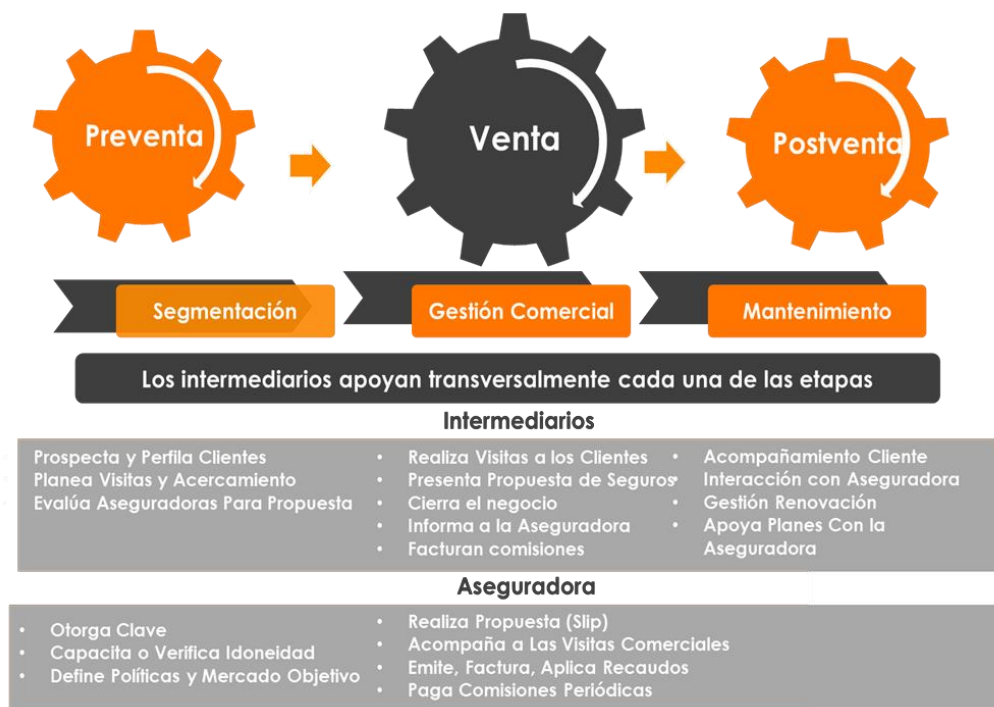 Preventa
Venta
Postventa
Segmentación
Gestión Comercial
Mantenimiento
Los intermediarios apoyan transversalmente cada una de las etapas
Intermediarios
Prospecta y Perfila Clientes
Planea Visitas y Acercamiento
Evalúa Aseguradoras Para Propuesta
• Realiza Visitas a los Clientes
• Presenta Propuesta de Seguros
• Cierra el negocio
• Informa a la Aseguradora
• Facturan comisiones
• Acompañamiento Cliente
• Interacción con Aseguradora
• Gestión Renovación
• Apoya Planes Con la
Aseguradora
Aseguradora
• Otorga Clave
• Capacita o Verifica Idoneidad
• Define Políticas y Mercado Objetivo
• Realiza Propuesta (Slip)
• Acompaña a Las Visitas Comerciales
• Emite, Factura, Aplica Recaudos
• Paga Comisiones Periódicas